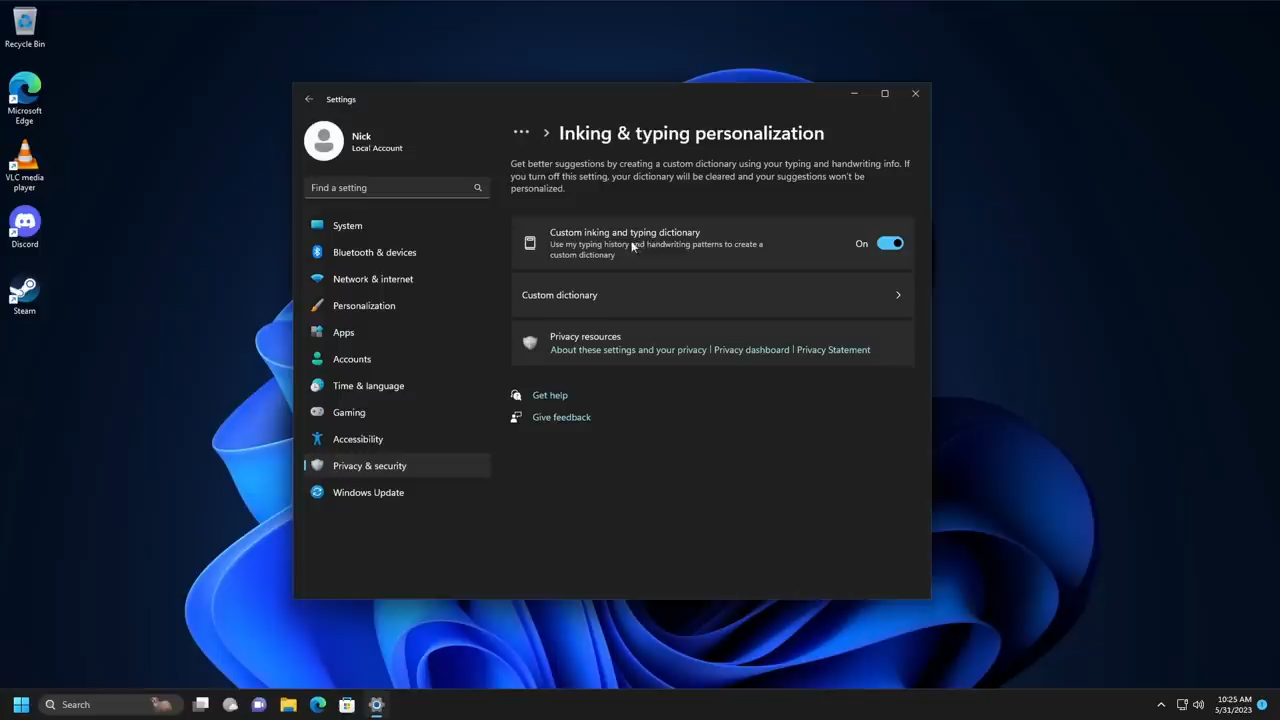 Recycle Bin
Microsoft
Edge
VLC media
player
Discord
Steam
Settings
Nick
Local Account
Find a setting
System
Bluetooth & devices
Network & internet
Personalization
Apps
Accounts
Time & language
Gaming
Accessibility
Privacy & security
Windows Update
··· > Inking & typing personalization
Get better suggestions by creating a custom dictionary using your typing and handwriting info. If
you turn off this setting, your dictionary will be cleared and your suggestions won't be
personalized.
Custom inking and typing dictionary
Use my typing history and handwriting patterns to create a
custom dictionary
On
Custom dictionary
Privacy resources
About these settings and your privacy | Privacy dashboard | Privacy Statement
Get help
Give feedback
Search
10:25 AM
5/31/2023
1